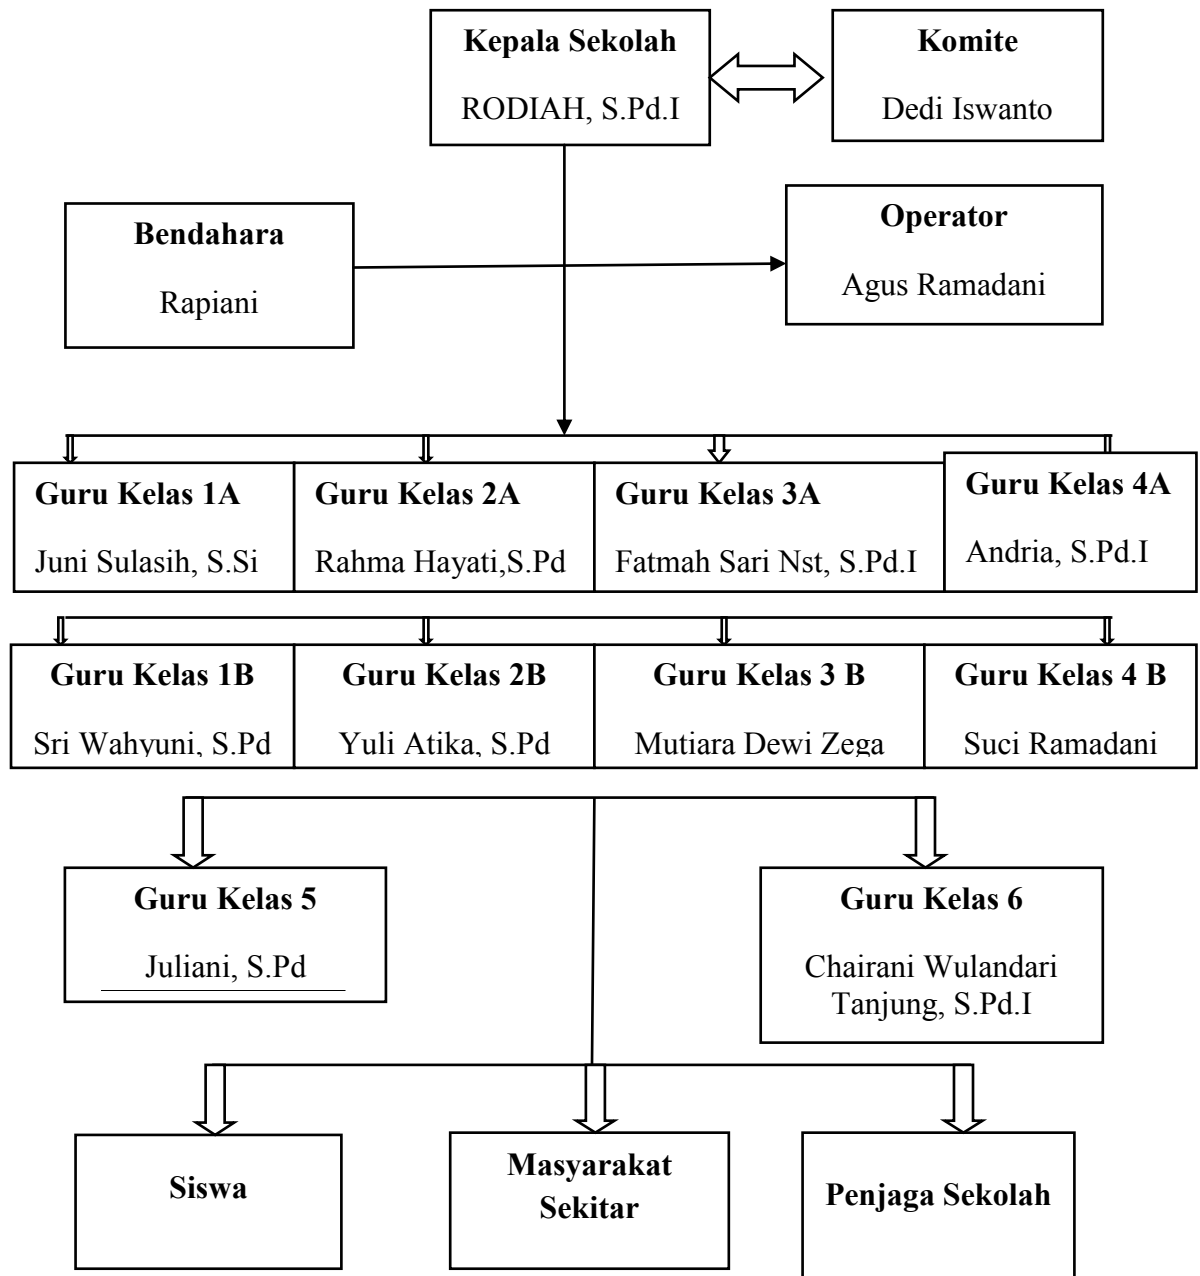 Kepala Sekolah
RODIAH, S.Pd.I
Komite
Dedi Iswanto
Bendahara
Rapiani
Operator
Agus Ramadani
Guru Kelas 1A
Juni Sulasih, S.Si
Guru Kelas 2A
Rahma Hayati,S.Pd
Guru Kelas 3A
Fatmah Sari Nst, S.Pd.I
Guru Kelas 4A
Andria, S.Pd.I
Guru Kelas 1B
Sri Wahyuni, S.Pd
Guru Kelas 2B
Yuli Atika, S.Pd
Guru Kelas 3 B
Mutiara Dewi Zega
Guru Kelas 4 B
Suci Ramadani
Guru Kelas 5
Juliani, S.Pd
Guru Kelas 6
Chairani Wulandari
Tanjung, S.Pd.I
Siswa
Masyarakat
Sekitar
Penjaga Sekolah